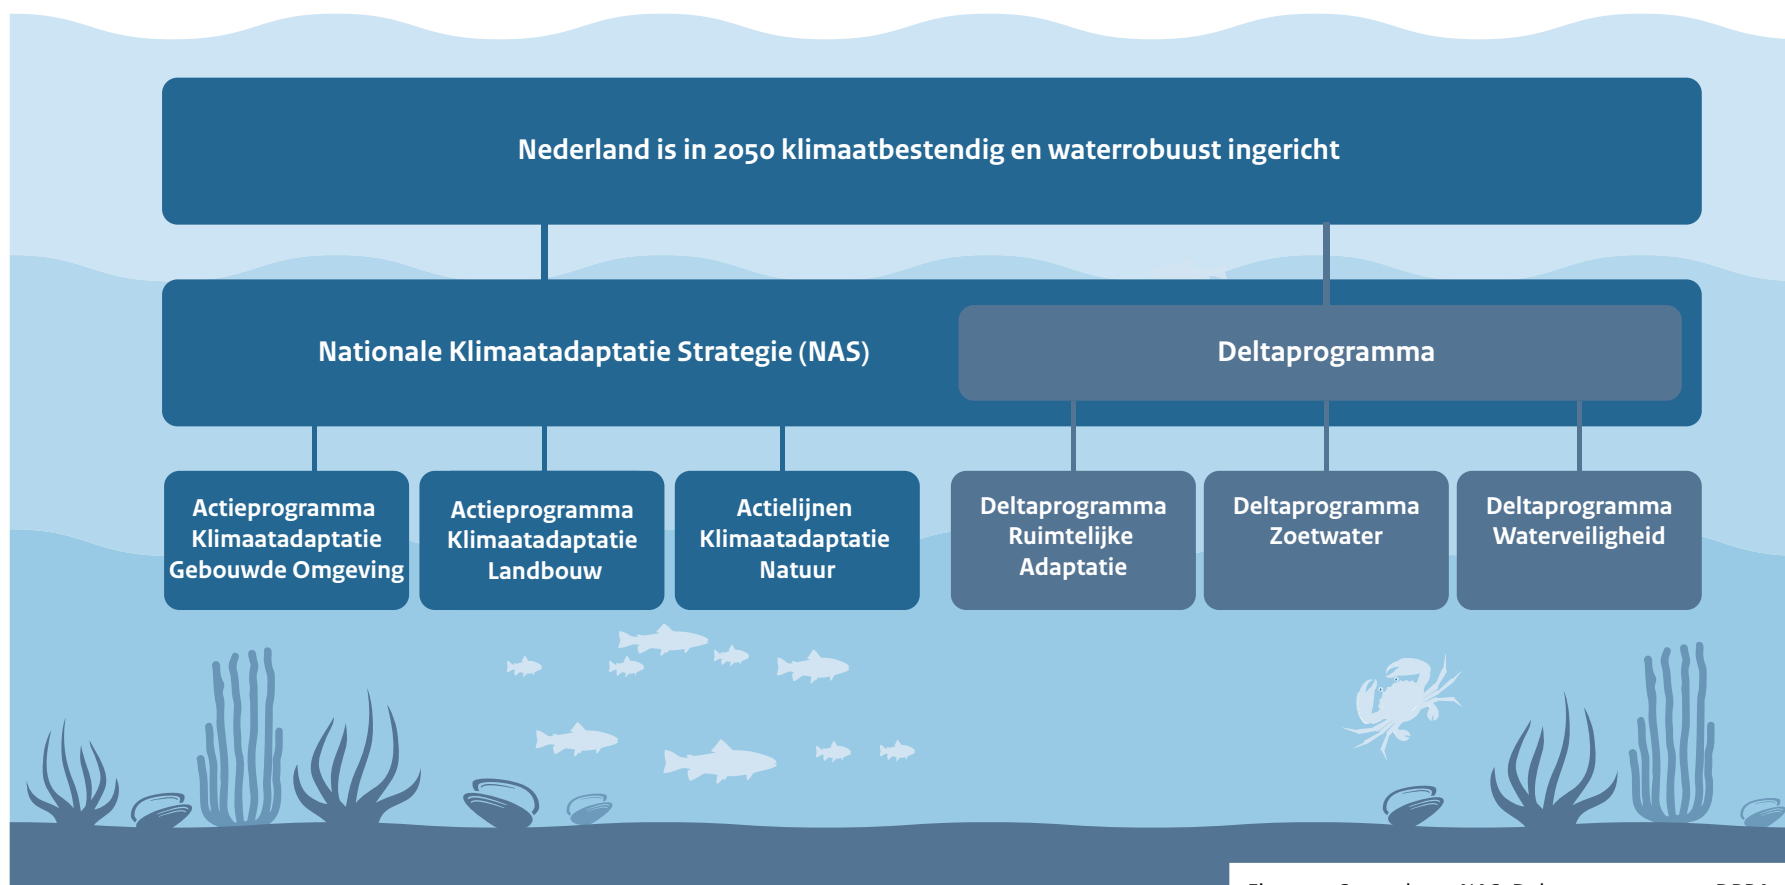 Nederland is in 2050 klimaatbestendig en waterrobuust ingericht
Nationale Klimaatadaptatie Strategie (NAS)
Deltaprogramma
Actieprogramma
Klimaatadaptatie
Gebouwde Omgeving
Actieprogramma
Klimaatadaptatie
Landbouw
Actielijnen
Klimaatadaptatie
Natuur
Deltaprogramma
Ruimtelijke
Adaptatie
Deltaprogramma
Zoetwater
Deltaprogramma
Waterveiligheid